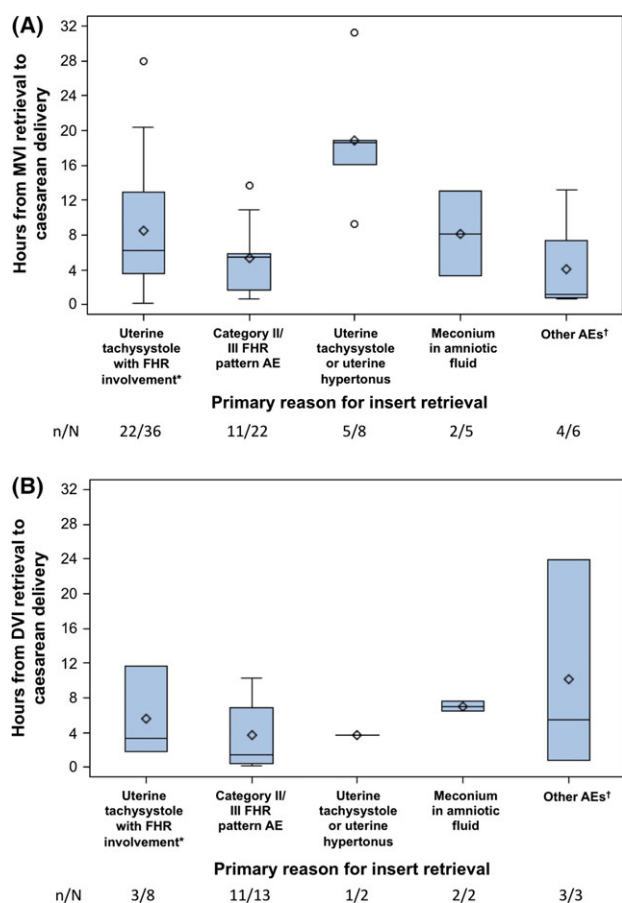 (A)
Hours from MVI retrieval to
caesarean delivery
32
28
24
20
16
12
8
4
0
Uterine
tachysystole
with FHR
involvement*
Category II/
III FHR
pattern AE
Uterine
tachysystole
or uterine
hypertonus
Meconium
in amniotic
fluid
Other AEs†
Primary reason for insert retrieval
n/N 22/36 11/22 5/8 2/5 4/6
(B)
Hours from DVI retrieval to
caesarean delivery
32
28
24
20
16
12
8
4
0
Uterine
tachysystole
with FHR
involvement*
Category II/
III FHR
pattern AE
Uterine
tachysystole
or uterine
hypertonus
Meconium
in amniotic
fluid
Other AEs†
Primary reason for insert retrieval
n/N 3/8 11/13 1/2 2/2 3/3